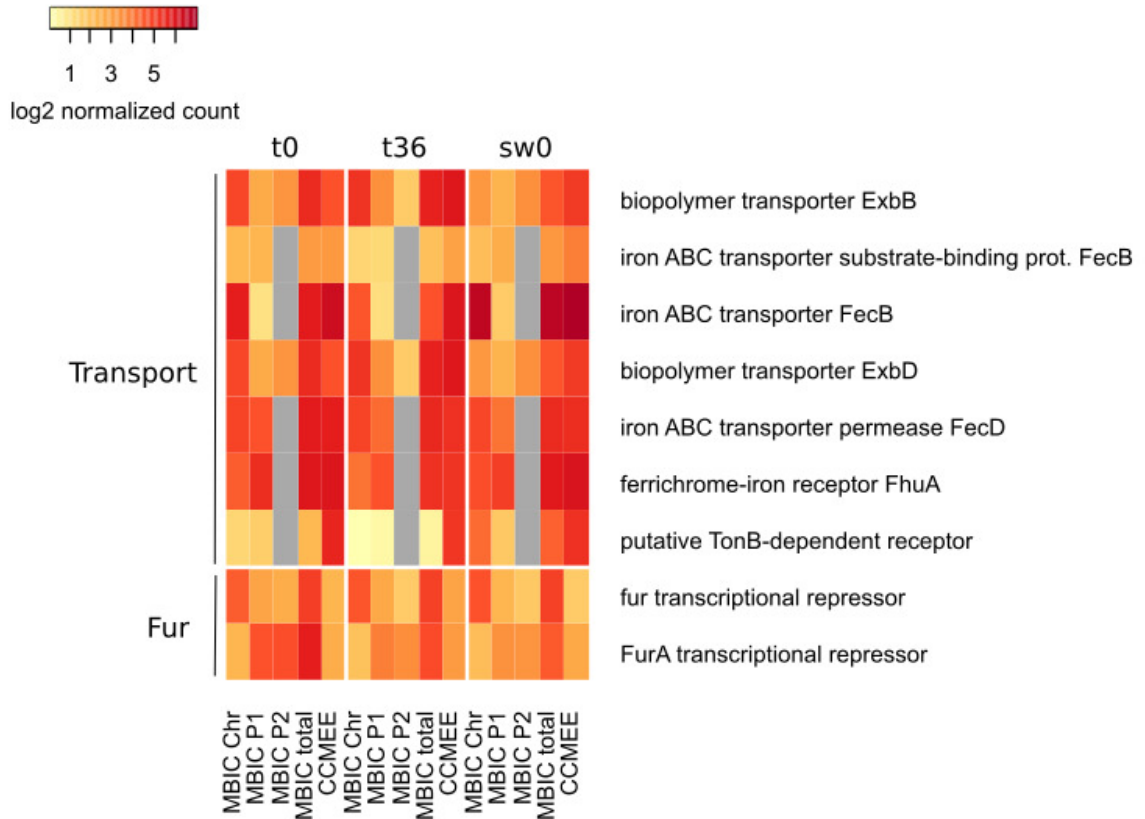 1 3 5
log2 normalized count
t0 t36 sw0
biopolymer transporter ExbB
iron ABC transporter substrate-binding prot. FecB
iron ABC transporter FecB
Transport
biopolymer transporter ExbD
iron ABC transporter permease FecD
ferrichrome-iron receptor FhuA
putative TonB-dependent receptor
fur transcriptional repressor
Fur
FurA transcriptional repressor
MBIC Chr
MBIC P1
MBIC P2
MBIC total
CCMEE
MBIC Chr
MBIC P1
MBIC P2
MBIC total
CCMEE
MBIC Chr
MBIC P1
MBIC P2
MBIC total
CCMEE